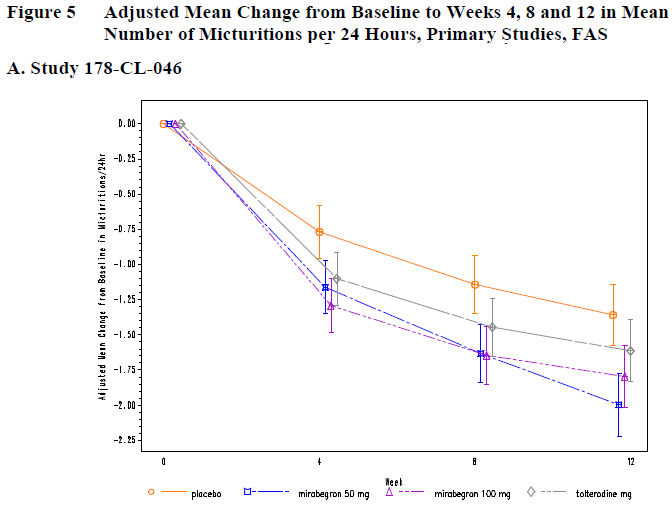 Figure 5 Adjusted Mean Change from Baseline to Weeks 4, 8 and 12 in Mean
Number of Micturitions per 24 Hours, Primary Studies, FAS
A. Study 178-CL-046
Adjusted Mean Change from Baseline in Micturitions/24hr
0.00
-0.25
-0.50
-0.75
-1.00
-1.25
-1.50
-1.75
-2.00
-2.25
0 4 8 12
Week
placebo mirabegron 50 mg mirabegron 100 mg tolterodine mg